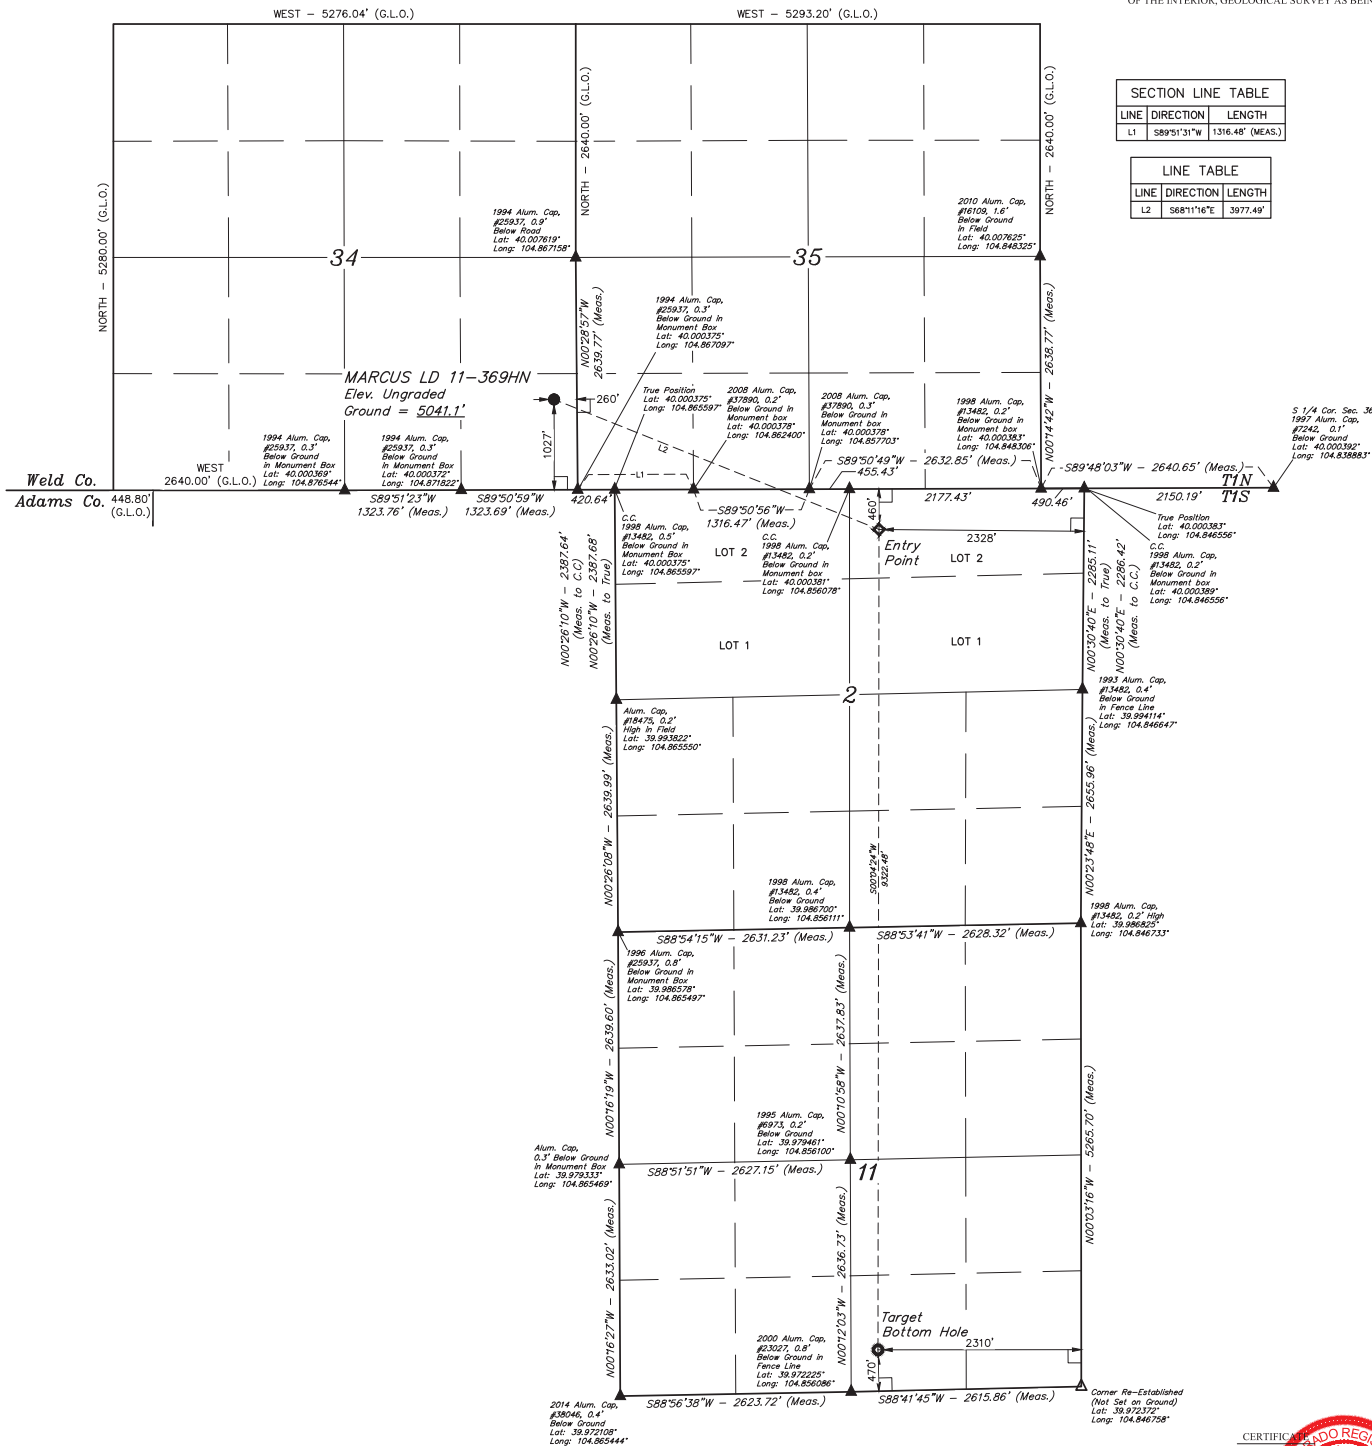 OF THE INTERIOR, GEOLOGICAL SURVEY AS BEIN
WEST – 5276.04' (G.L.O.)
WEST – 5293.20' (G.L.O.)
SECTION LINE TABLE
LINE DIRECTION LENGTH
L1 S89°51'31"W 1316.48' (MEAS.)
LINE TABLE
LINE DIRECTION LENGTH
L2 S68°11'16"E 3977.49'
NORTH – 5280.00' (G.L.O.)
NORTH – 2640.00' (G.L.O.)
NORTH – 2640.00' (G.L.O.)
1994 Alum. Cap,
#25937, 0.9'
Below Road
Lat: 40.007619°
Long: 104.867158°
2010 Alum. Cap,
#16109, 1.6'
Below Ground
in Field
Lat: 40.007625°
Long: 104.848325°
34
35
N00°28'57"W
2639.77' (Meas.)
N00°14'42"W – 2638.77' (Meas.)
1994 Alum. Cap,
#25937, 0.3'
Below Ground in
Monument Box
Lat: 40.000375°
Long: 104.867097°
MARCUS LD 11-369HN
Elev. Ungraded
Ground = 5041.1'
260'
1027'
L2
True Position
Lat: 40.000375°
Long: 104.865597°
2008 Alum. Cap,
#37890, 0.2'
Below Ground in
Monument box
Lat: 40.000378°
Long: 104.862400°
2008 Alum. Cap,
#37890, 0.3'
Below Ground in
Monument box
Lat: 40.000378°
Long: 104.857703°
1998 Alum. Cap,
#13482, 0.2'
Below Ground in
Monument box
Lat: 40.000383°
Long: 104.848306°
S 1/4 Cor. Sec. 36
1997 Alum. Cap,
#7242, 0.1'
Below Ground
Lat: 40.000392°
Long: 104.838883°
1994 Alum. Cap,
#25937, 0.3'
Below Ground
in Monument Box
Lat: 40.000369°
Long: 104.876544°
1994 Alum. Cap,
#25937, 0.3'
Below Ground
in Monument Box
Lat: 40.000372°
Long: 104.871822°
Weld Co.
Adams Co.
WEST
2640.00' (G.L.O.)
L1
S89°50'49"W – 2632.85' (Meas.)
455.43'
S89°48'03"W – 2640.65' (Meas.)
T1N
T1S
448.80'
(G.L.O.)
S89°51'23"W
1323.76' (Meas.)
S89°50'59"W
1323.69' (Meas.)
420.64'
S89°50'56"W
1316.47' (Meas.)
460'
2177.43'
490.46'
2150.19'
C.C.
1998 Alum. Cap,
#13482, 0.5'
Below Ground in
Monument Box
Lat: 40.000375°
Long: 104.865597°
LOT 2
C.C.
1998 Alum. Cap,
#13482, 0.2'
Below Ground in
Monument box
Lat: 40.000381°
Long: 104.856078°
Entry
Point
2328'
LOT 2
True Position
Lat: 40.000383°
Long: 104.846556°
C.C.
1998 Alum. Cap,
#13482, 0.2'
Below Ground in
Monument box
Lat: 40.000389°
Long: 104.846556°
N00°26'10"W – 2387.64'
(Meas. to C.C)
N00°26'10"W – 2387.68'
(Meas. to True)
N00°30'40"E – 2285.11'
(Meas. to True)
N00°30'40"E – 2286.42'
(Meas. to C.C.)
LOT 1
LOT 1
2
Alum. Cap,
#18475, 0.2'
High in Field
Lat: 39.993822°
Long: 104.865550°
1993 Alum. Cap,
#13482, 0.4'
Below Ground
in Fence Line
Lat: 39.994114°
Long: 104.846647°
N00°26'08"W – 2639.99' (Meas.)
S00°04'24"W
9322.48'
N00°23'48"E – 2655.96' (Meas.)
1998 Alum. Cap,
#13482, 0.4'
Below Ground
Lat: 39.986700°
Long: 104.856111°
1998 Alum. Cap,
#13482, 0.2' High
Lat: 39.986825°
Long: 104.846733°
S88°54'15"W – 2631.23' (Meas.)
S88°53'41"W – 2628.32' (Meas.)
1996 Alum. Cap,
#25937, 0.8'
Below Ground in
Monument Box
Lat: 39.986578°
Long: 104.865497°
N00°16'19"W – 2639.60' (Meas.)
N00°10'58"W – 2637.83' (Meas.)
N00°03'16"W – 5265.70' (Meas.)
1995 Alum. Cap,
#6973, 0.2'
Below Ground
Lat: 39.979461°
Long: 104.856100°
Alum. Cap,
0.3' Below Ground
in Monument Box
Lat: 39.979333°
Long: 104.865469°
S88°51'51"W – 2627.15' (Meas.)
11
N00°16'27"W – 2633.02' (Meas.)
N00°12'03"W – 2636.73' (Meas.)
Target
Bottom Hole
2310'
470'
2000 Alum. Cap,
#23027, 0.8'
Below Ground in
Fence Line
Lat: 39.972225°
Long: 104.856086°
S88°56'38"W – 2623.72' (Meas.)
S88°41'45"W – 2615.86' (Meas.)
2014 Alum. Cap,
#38046, 0.4'
Below Ground
Lat: 39.972108°
Long: 104.865444°
Corner Re-Established
(Not Set on Ground)
Lat: 39.972372°
Long: 104.846758°
CERTIFICATE
ADO REGI